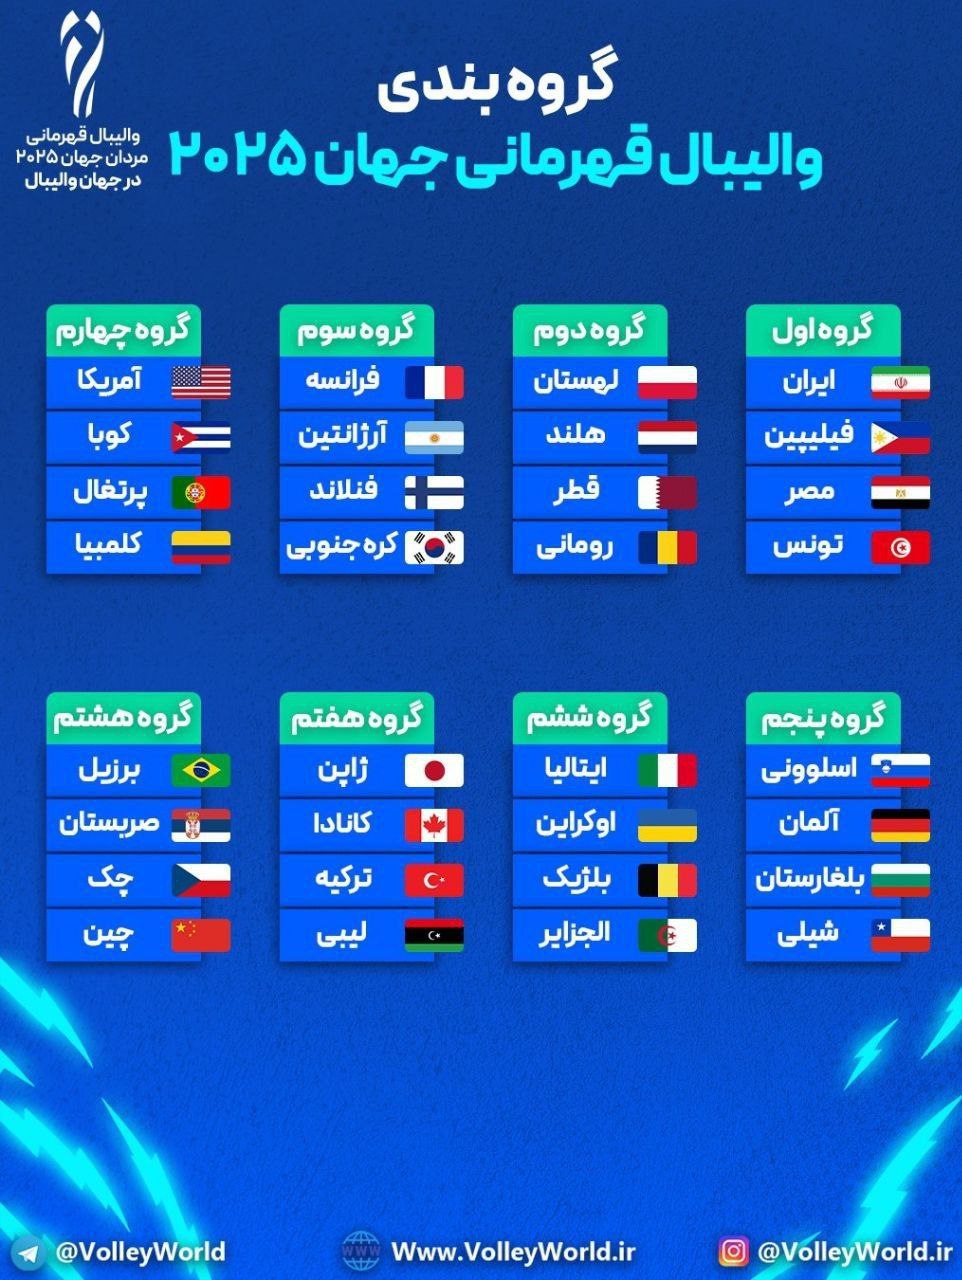 والیبال قهرمانی
مردان جهان ۲۰۲۵
در جهان والیبال
گروه بندی
والیبال قهرمانی جهان ۲۰۲۵
گروه اول
ایران
فیلیپین
مصر
تونس
گروه دوم
لهستان
هلند
قطر
رومانی
گروه سوم
فرانسه
آرژانتین
فنلاند
کره جنوبی
گروه چهارم
آمریکا
کوبا
پرتغال
کلمبیا
گروه پنجم
اسلوونی
آلمان
بلغارستان
شیلی
گروه ششم
ایتالیا
اوکراین
بلژیک
الجزایر
گروه هفتم
ژاپن
کانادا
ترکیه
لیبی
گروه هشتم
برزیل
صربستان
چک
چین
@VolleyWorld
Www.VolleyWorld.ir
@VolleyWorld.ir